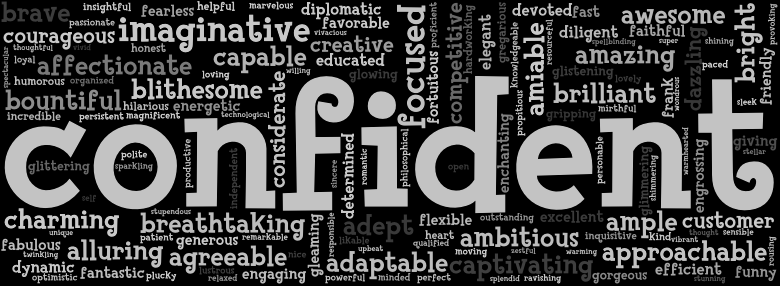 brave
insightful
helpful
marvelous
passionate
fearless
diplomatic
favorable
courageous
imaginative
vivacious
creative
thoughtful
vivid
honest
loyal
affectionate
capable
educated
spectacular
humorous
organized
loving
willing
glowing
blithesome
bountiful
hilarious
energetic
incredible
persistent
magnificent
technological
considerate
focused
fortuitous
proficient
competitive
hardworking
elegant
gregarious
knowledgeable
propitious
amiable
resourceful
devoted
fast
awesome
diligent
faithful
spellbinding
super
shining
amazing
glistening
lovely
brilliant
mirthful
gripping
frank
wondrous
dazzling
paced
bright
friendly
provoking
sleek
confident
polite
sparkling
glittering
self
productive
independent
sincere
determined
romantic
philosophical
open
enchanting
personable
glimmering
shimmering
warmhearted
engrossing
giving
stellar
charming
unique
stupendous
breathtaking
gleaming
responsible
adept
likable
flexible
outstanding
excellent
ample
customer
fabulous
twinkling
alluring
patient
generous
remarkable
nice
upbeat
qualified
heart
ambitious
inquisitive
kind
vibrant
thought
sensible
dynamic
optimistic
fantastic
plucky
agreeable
lustrous
relaxed
engaging
adaptable
powerful
minded
perfect
moving
zestful
captivating
splendid
ravishing
warming
gorgeous
approachable
efficient
stunning
funny
rousing